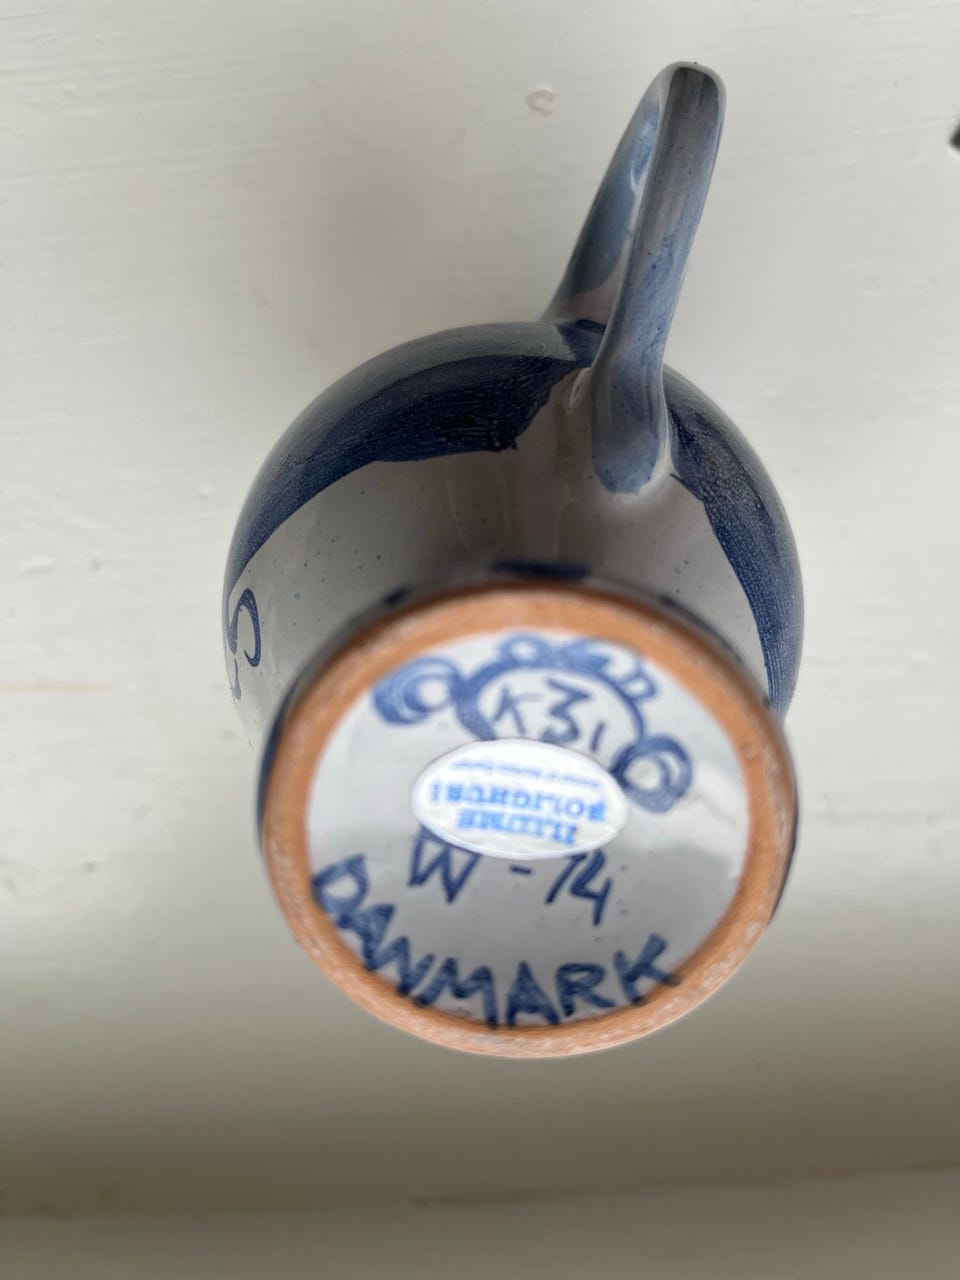 K31
ILLUMS
BOLIGHUS
W - 74
DANMARK